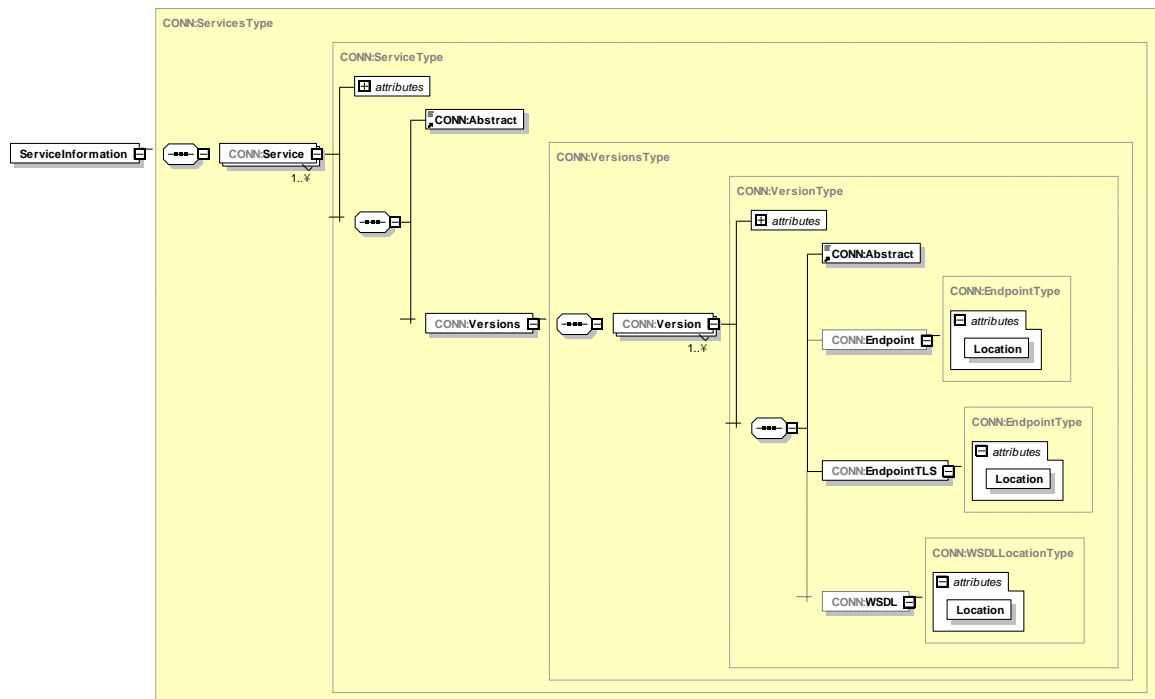 CONN:ServicesType
CONN:ServiceType
attributes
CONN:Abstract
ServiceInformation
CONN:Service
1..¥
CONN:VersionsType
CONN:VersionType
attributes
CONN:Abstract
CONN:EndpointType
attributes
Location
CONN:Versions
CONN:Version
1..¥
CONN:Endpoint
CONN:EndpointType
attributes
Location
CONN:EndpointTLS
CONN:WSDLLocationType
attributes
Location
CONN:WSDL